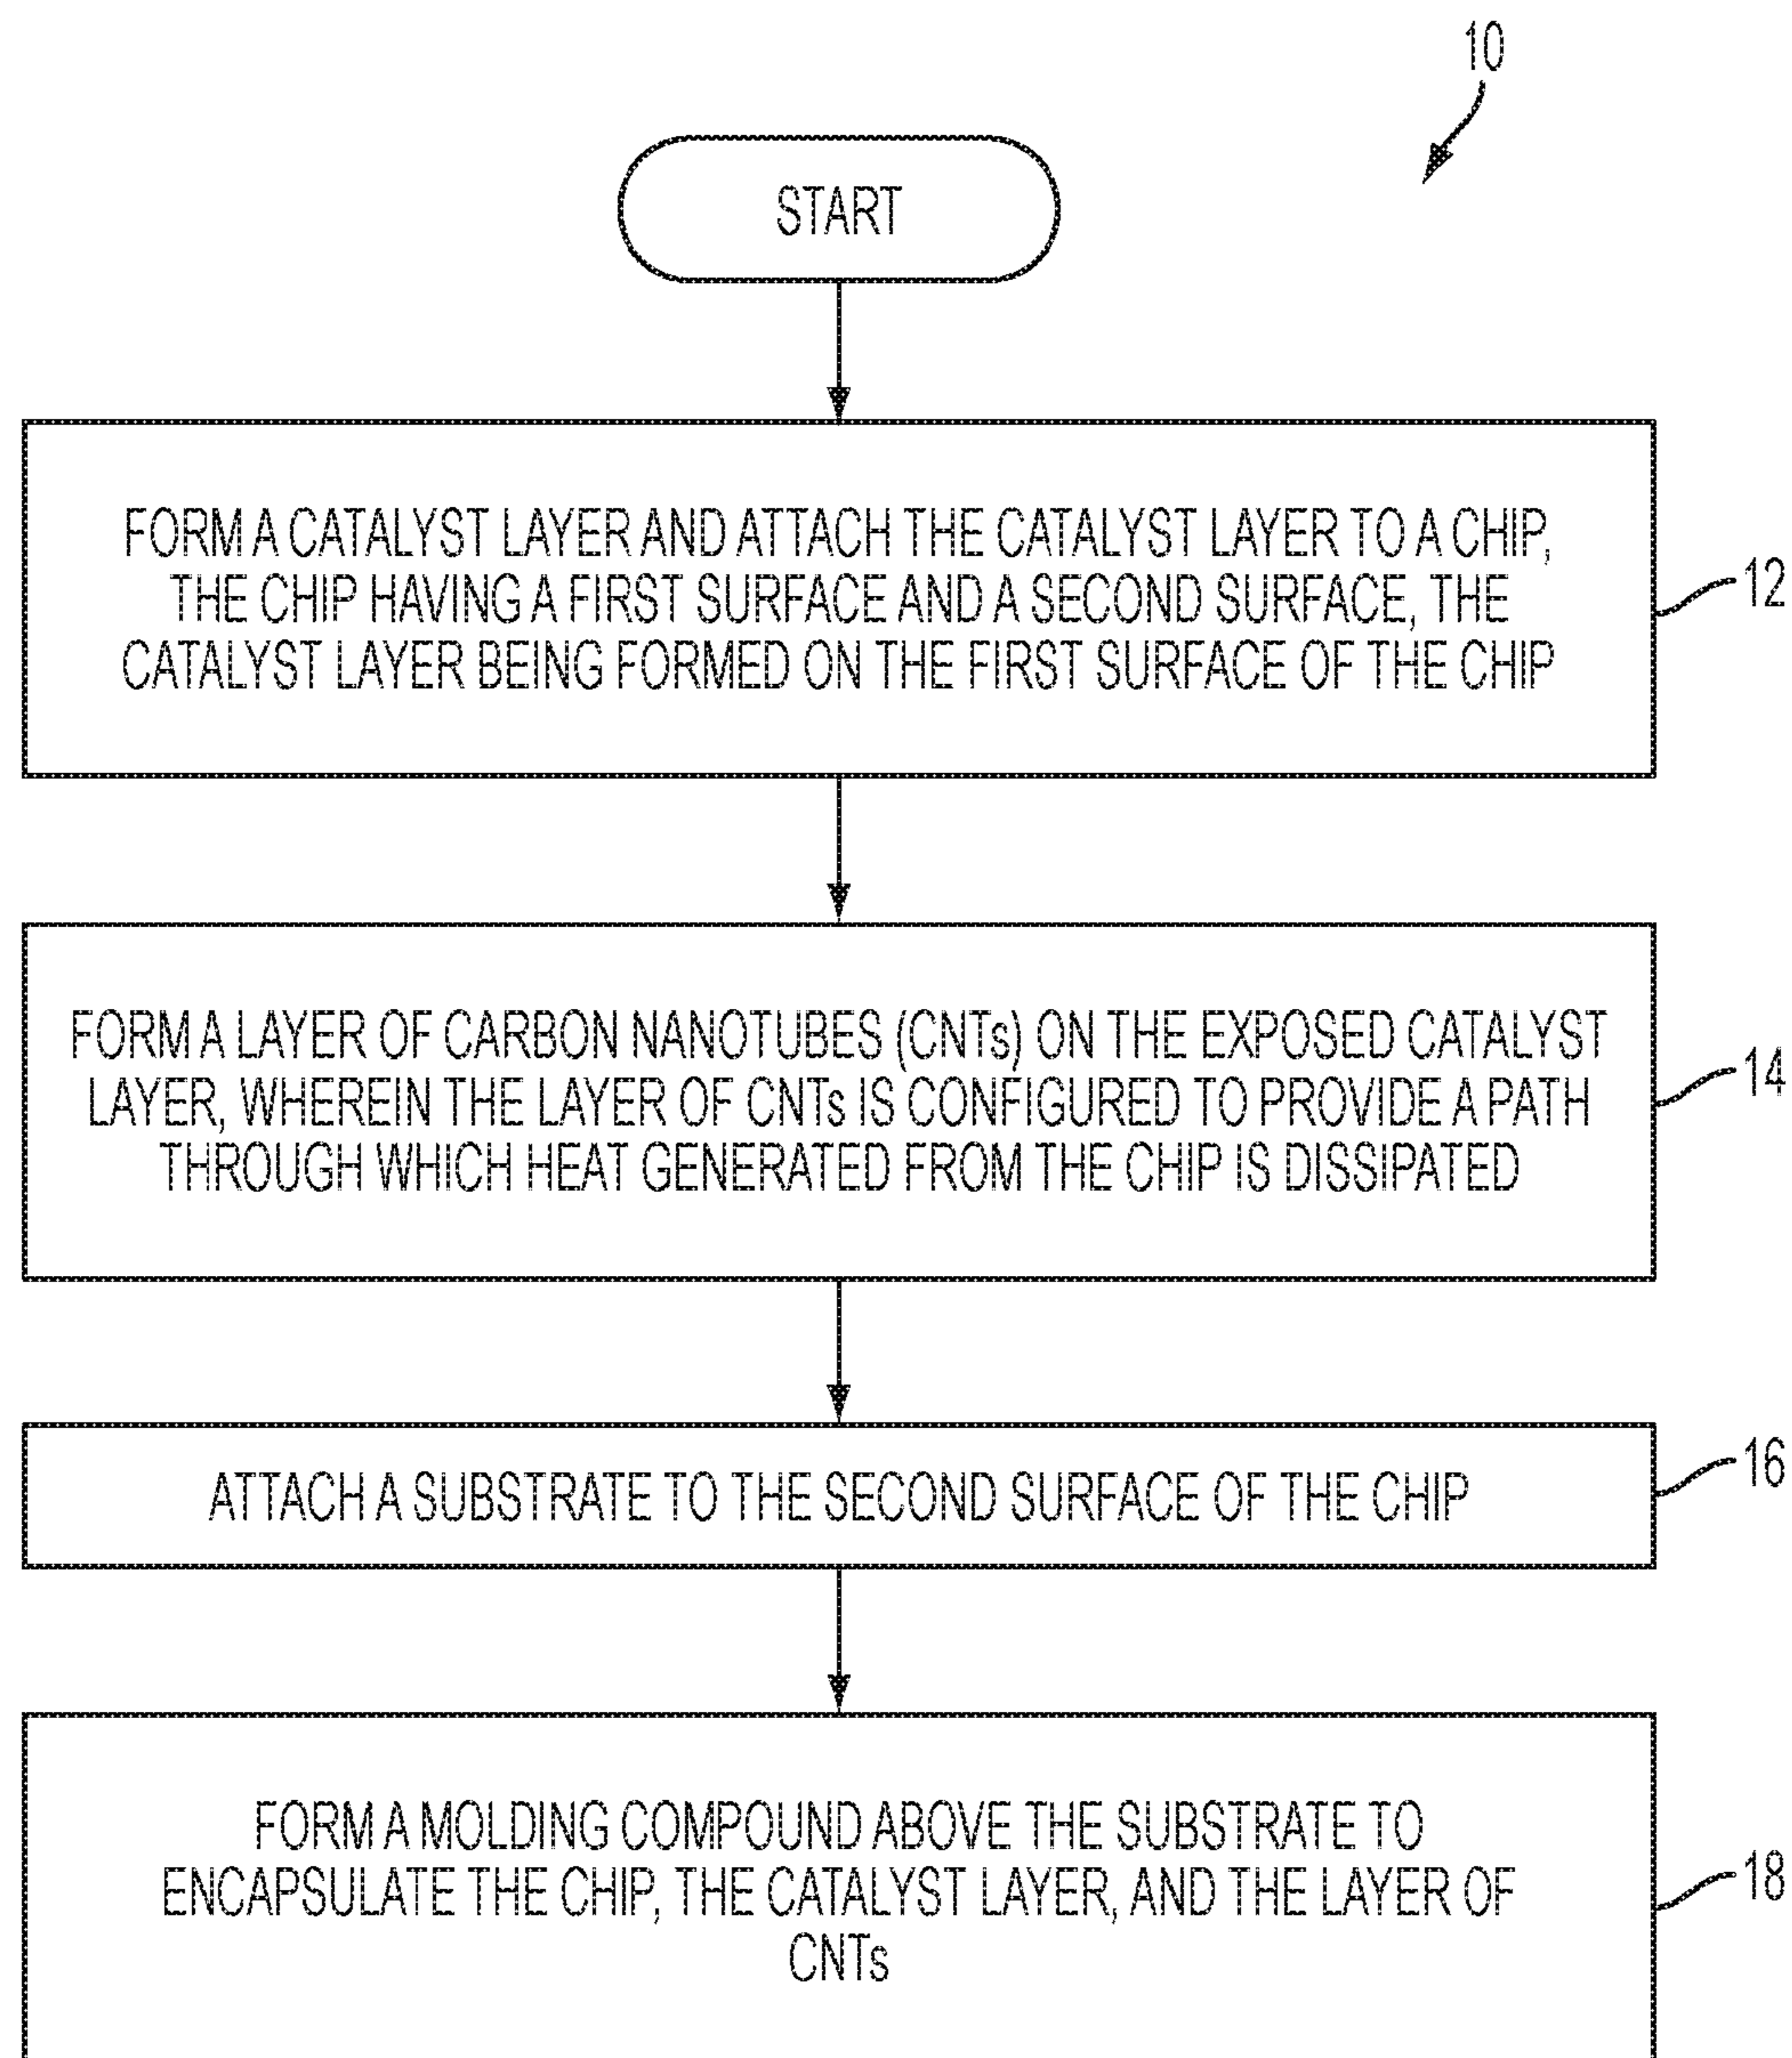 10
START
FORM A CATALYST LAYER AND ATTACH THE CATALYST LAYER TO A CHIP,
THE CHIP HAVING A FIRST SURFACE AND A SECOND SURFACE, THE
CATALYST LAYER BEING FORMED ON THE FIRST SURFACE OF THE CHIP
12
FORM A LAYER OF CARBON NANOTUBES (CNTs) ON THE EXPOSED CATALYST
LAYER, WHEREIN THE LAYER OF CNTs IS CONFIGURED TO PROVIDE A PATH
THROUGH WHICH HEAT GENERATED FROM THE CHIP IS DISSIPATED
14
ATTACH A SUBSTRATE TO THE SECOND SURFACE OF THE CHIP
16
FORM A MOLDING COMPOUND ABOVE THE SUBSTRATE TO
ENCAPSULATE THE CHIP, THE CATALYST LAYER, AND THE LAYER OF
CNTs
18